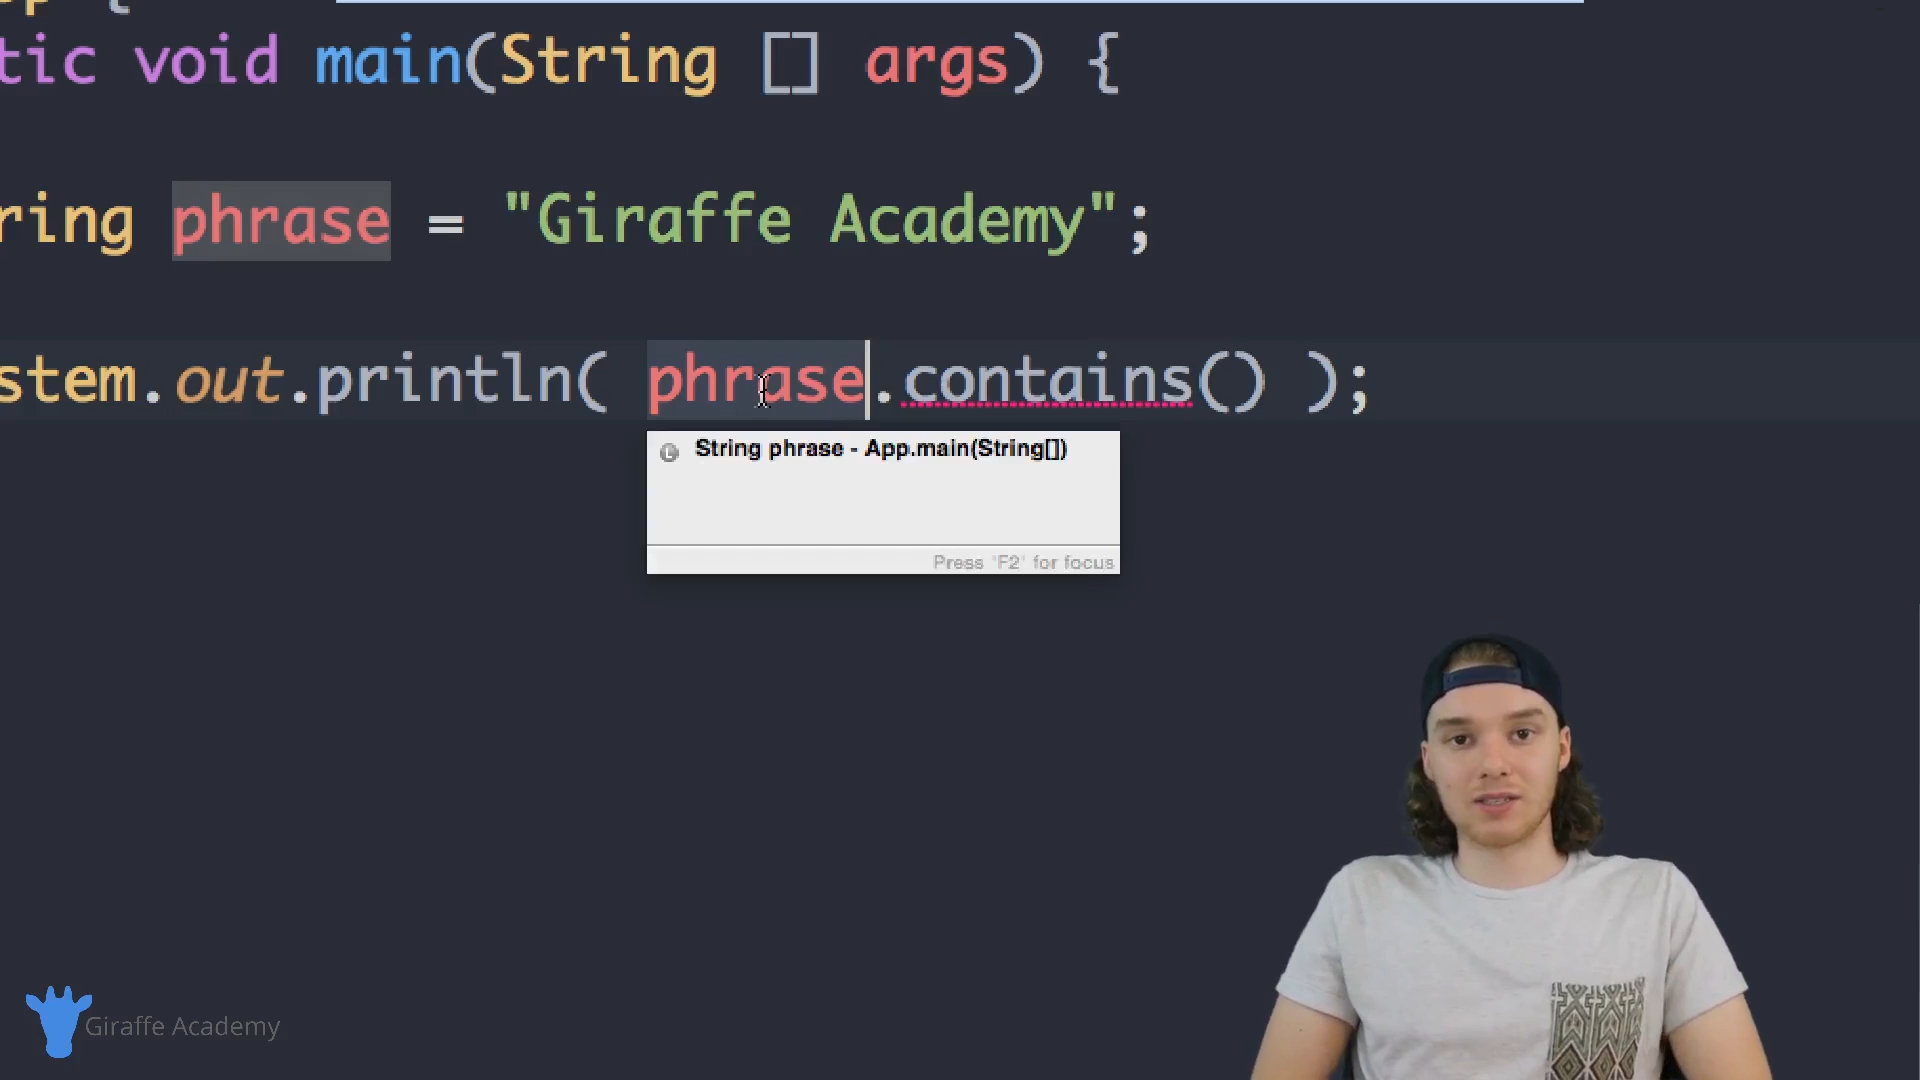 p {
tic void main(String [] args) {
ring phrase = "Giraffe Academy";
stem.out.println( phrase.contains() );
String phrase - App.main(String[])
Press 'F2' for focus
Giraffe Academy